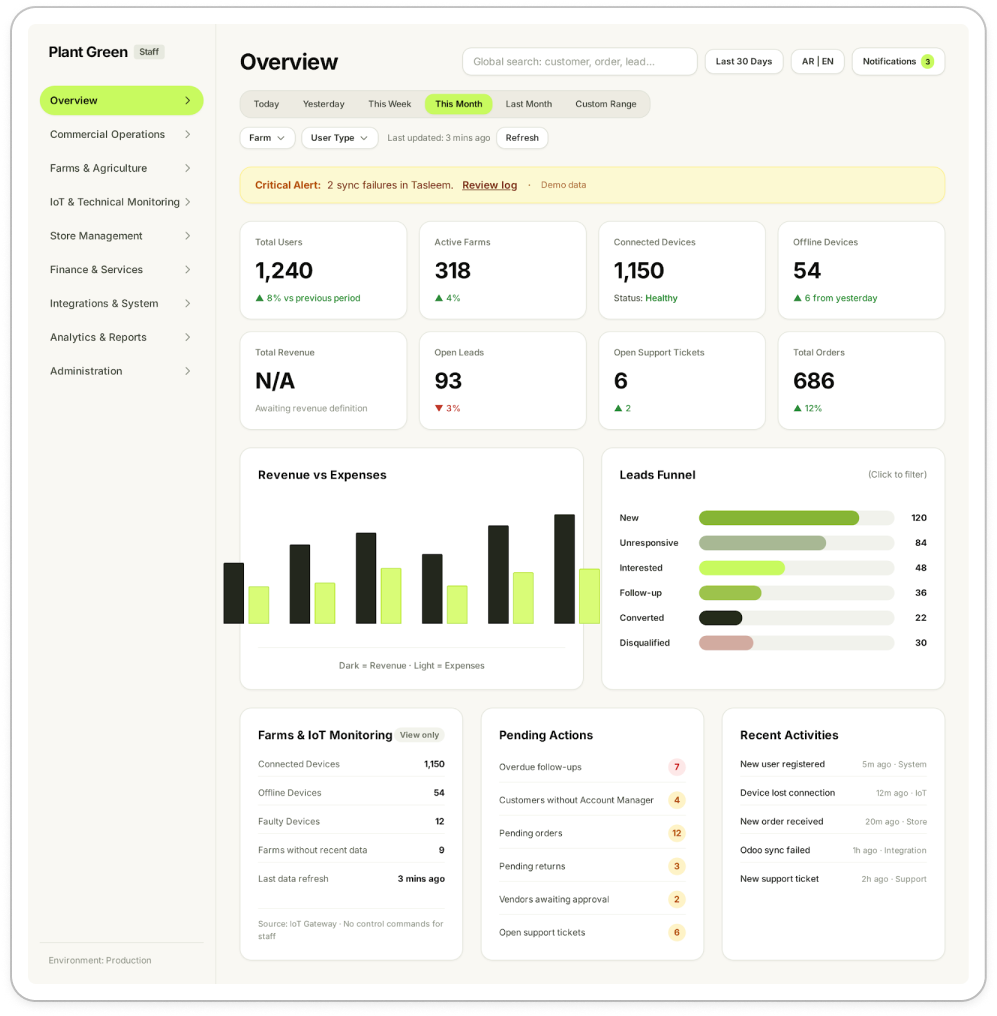 Plant Green Staff
Overview
Commercial Operations
Farms & Agriculture
IoT & Technical Monitoring
Store Management
Finance & Services
Integrations & System
Analytics & Reports
Administration
Environment: Production
Overview
Global search: customer, order, lead...
Last 30 Days
AR | EN
Notifications 3
Today Yesterday This Week This Month Last Month Custom Range
Farm User Type Last updated: 3 mins ago Refresh
Critical Alert: 2 sync failures in Tasleem. Review log · Demo data
Total Users
1,240
▲ 8% vs previous period
Active Farms
318
▲ 4%
Connected Devices
1,150
Status: Healthy
Offline Devices
54
▲ 6 from yesterday
Total Revenue
N/A
Awaiting revenue definition
Open Leads
93
▼ 3%
Open Support Tickets
6
▲ 2
Total Orders
686
▲ 12%
Revenue vs Expenses
Dark = Revenue · Light = Expenses
Leads Funnel (Click to filter)
New 120
Unresponsive 84
Interested 48
Follow-up 36
Converted 22
Disqualified 30
Farms & IoT Monitoring View only
Connected Devices 1,150
Offline Devices 54
Faulty Devices 12
Farms without recent data 9
Last data refresh 3 mins ago
Source: IoT Gateway · No control commands for
staff
Pending Actions
Overdue follow-ups 7
Customers without Account Manager 4
Pending orders 12
Pending returns 3
Vendors awaiting approval 2
Open support tickets 6
Recent Activities
New user registered 5m ago · System
Device lost connection 12m ago · IoT
New order received 20m ago · Store
Odoo sync failed 1h ago · Integration
New support ticket 2h ago · Support